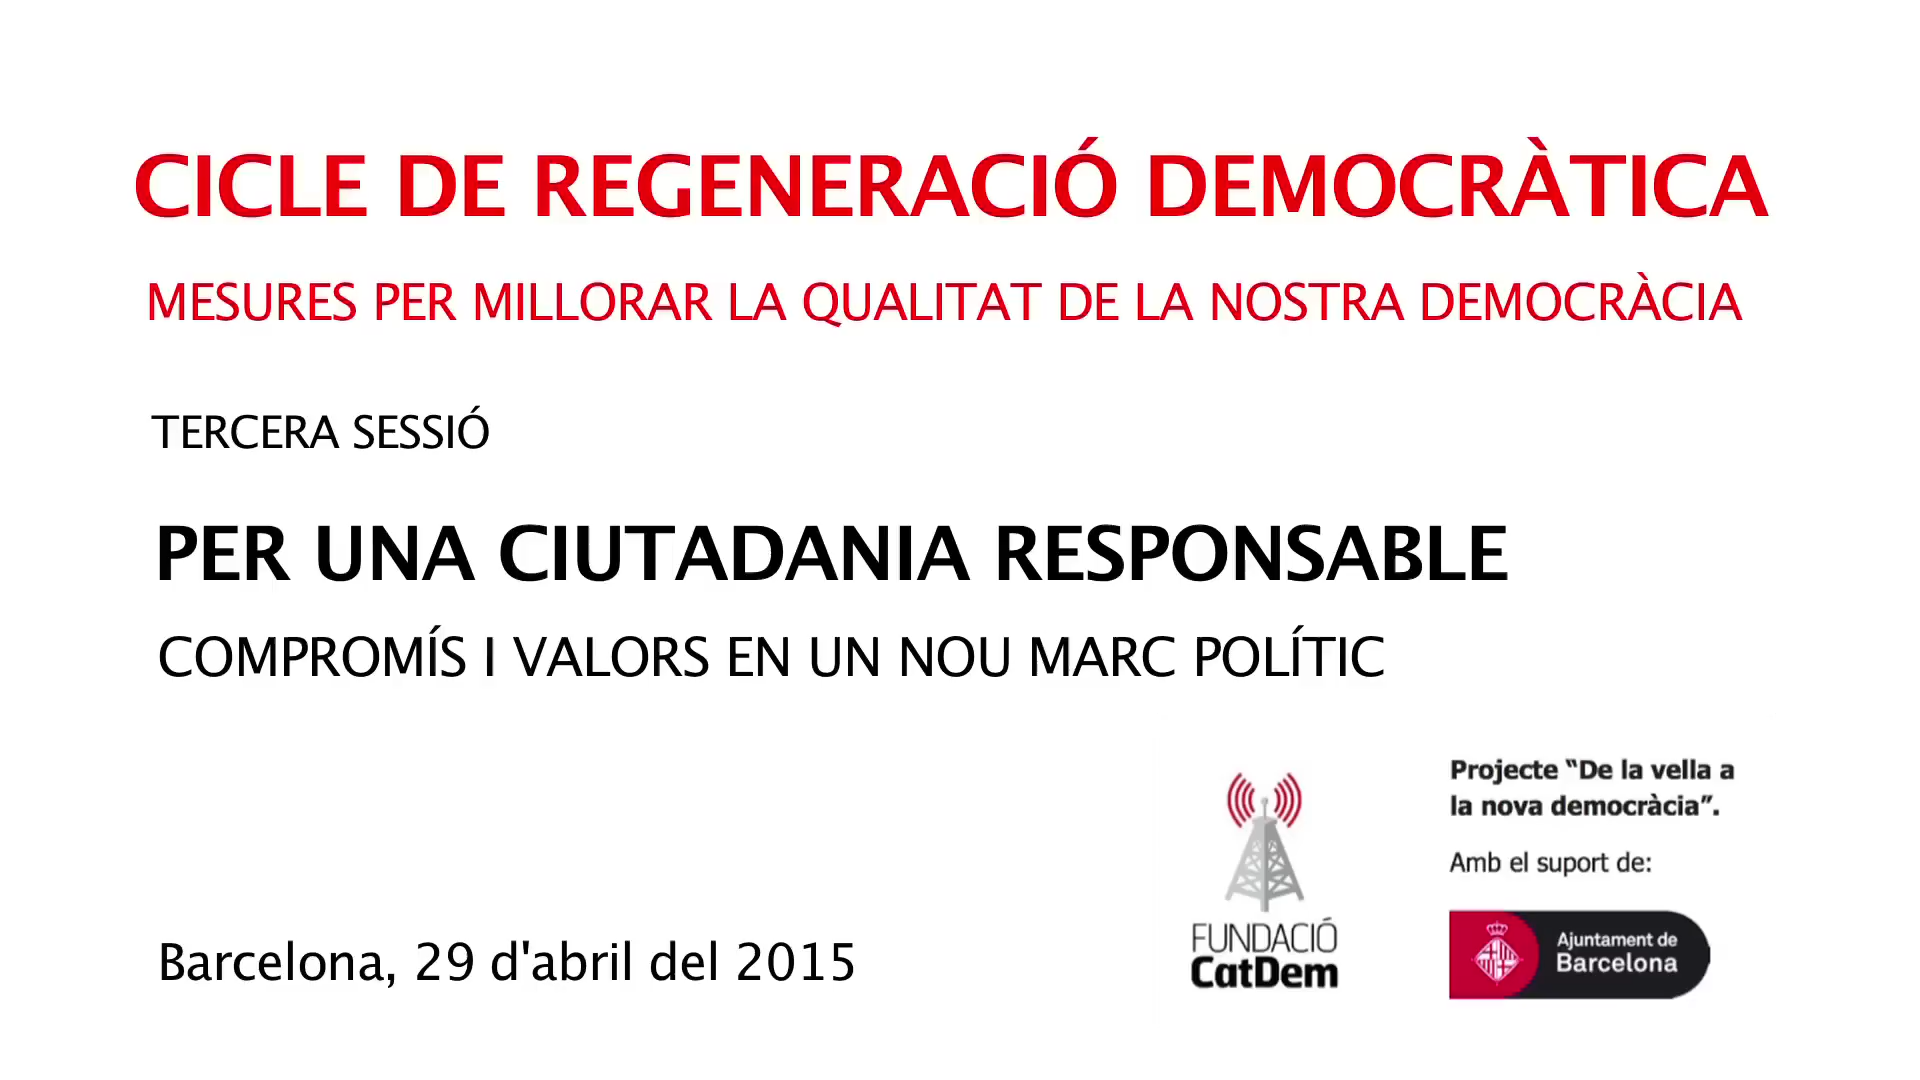 CICLE DE REGENERACIÓ DEMOCRÀTICA
MESURES PER MILLORAR LA QUALITAT DE LA NOSTRA DEMOCRÀCIA
TERCERA SESSIÓ
PER UNA CIUTADANIA RESPONSABLE
COMPROMÍS I VALORS EN UN NOU MARC POLÍTIC
Barcelona, 29 d'abril del 2015
FUNDACIÓ
CatDem
Projecte “De la vella a
la nova democràcia”.
Amb el suport de:
Ajuntament de
Barcelona